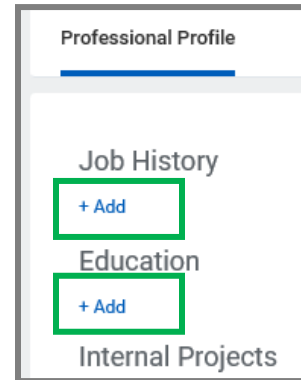 Professional Profile
Job History
+ Add
Education
+ Add
Internal Projects